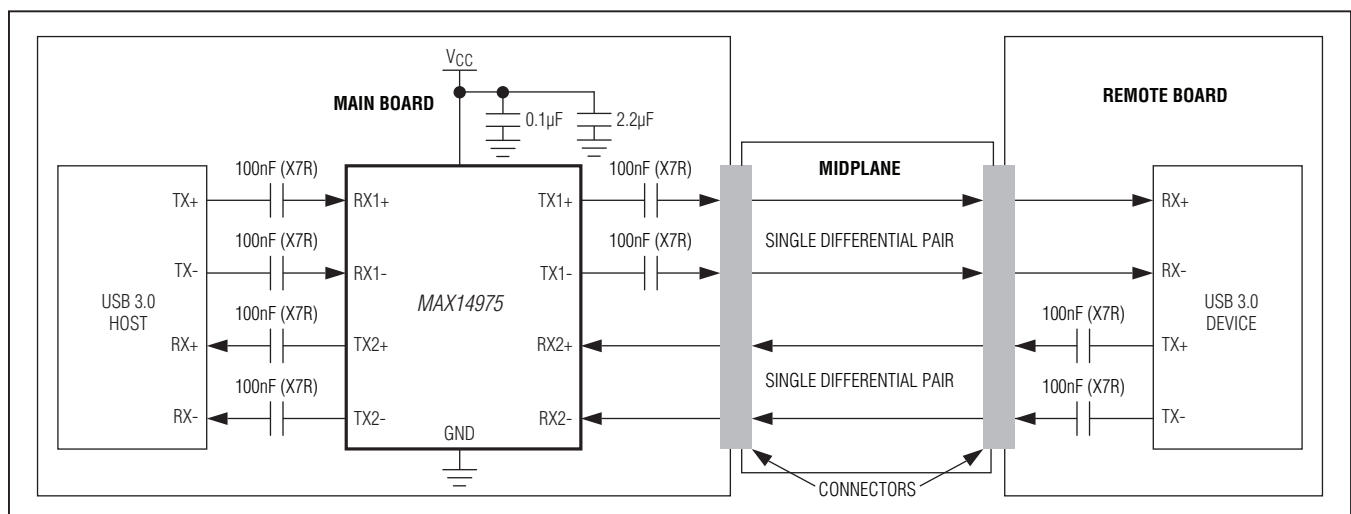 VCC
MAIN BOARD
0.1µF
2.2µF
REMOTE BOARD
MIDPLANE
100nF (X7R)
100nF (X7R)
TX+
RX1+
TX1+
RX+
100nF (X7R)
100nF (X7R)
SINGLE DIFFERENTIAL PAIR
TX-
RX1-
TX1-
RX-
USB 3.0
HOST
MAX14975
USB 3.0
DEVICE
100nF (X7R)
100nF (X7R)
RX+
TX2+
RX2+
TX+
100nF (X7R)
SINGLE DIFFERENTIAL PAIR
100nF (X7R)
RX-
TX2-
RX2-
TX-
GND
CONNECTORS